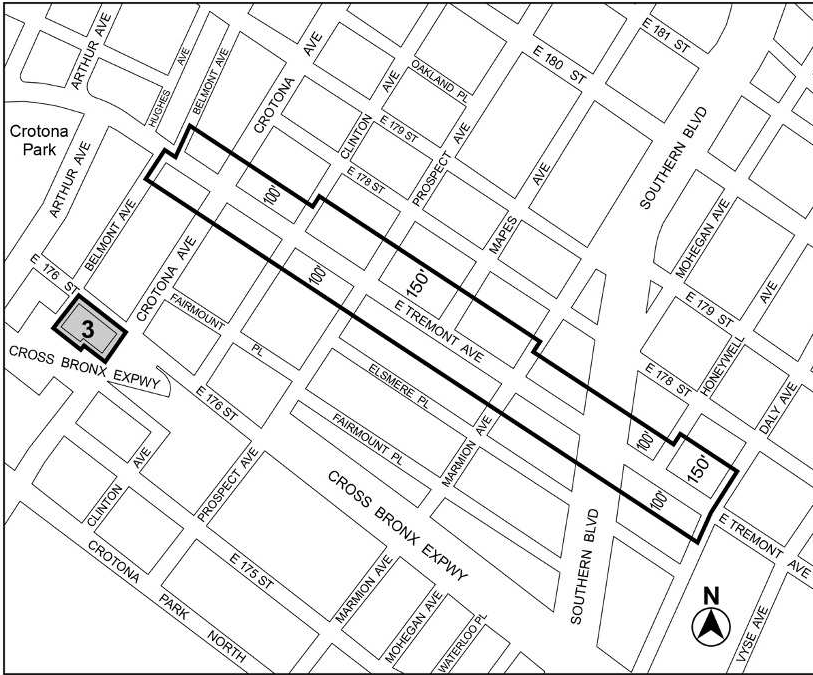 ARTHUR AVE
HUGHES AVE
BELMONT AVE
CROTONA AVE
OAKLAND PL
E 180 ST
E 181 ST
Crotona
Park
ARTHUR AVE
BELMONT AVE
CROTONA AVE
CLINTON AVE
E 179 ST
PROSPECT AVE
E 178 ST
MAPES AVE
SOUTHERN BLVD
MOHEGAN AVE
100'
100'
150'
E TREMONT AVE
E 176 ST
3
CROSS BRONX EXPWY
FAIRMOUNT PL
E 176 ST
ELSMERE PL
FAIRMOUNT PL
MARMION AVE
E 179 ST
HONEYWELL AVE
E 178 ST
DALY AVE
100'
150'
100'
E TREMONT AVE
CLINTON AVE
PROSPECT AVE
CROSS BRONX EXPWY
SOUTHERN BLVD
CROTONA PARK NORTH
E 175 ST
MARMION AVE
MOHEGAN AVE
WATERLOO PL
N
VYSE AVE